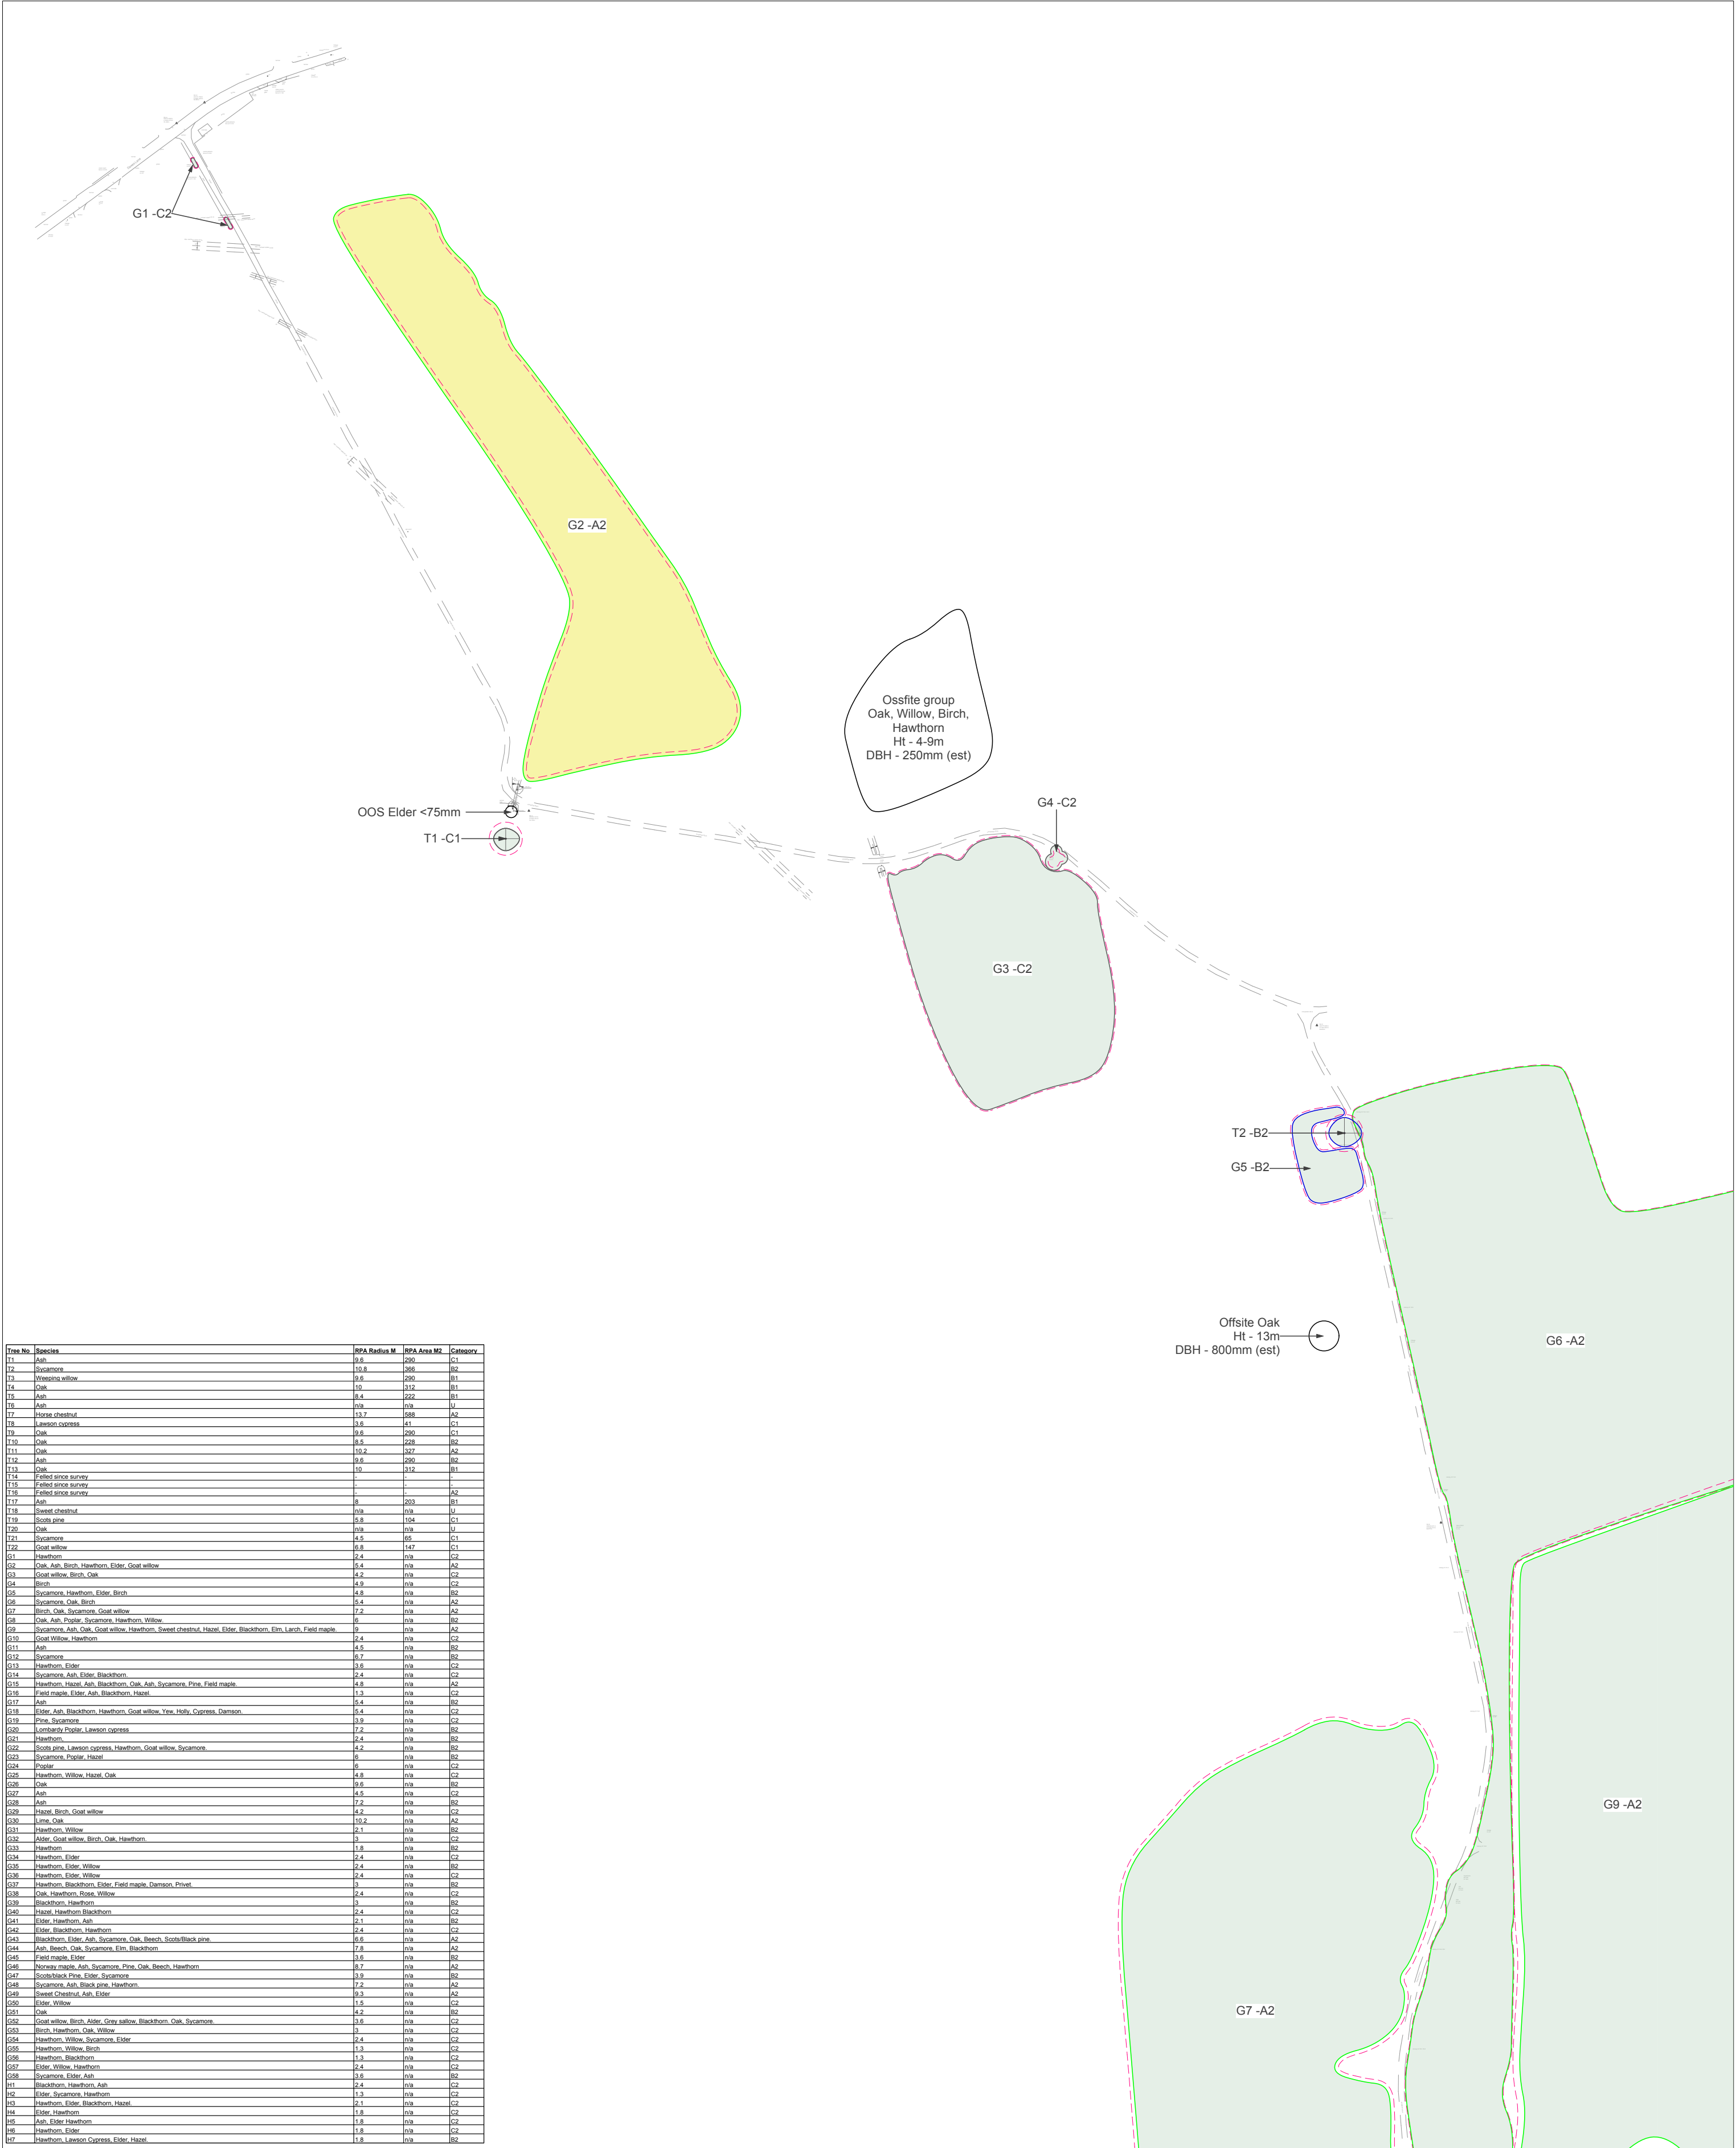 G1 -C2
G2 -A2
Ossfite group
Oak, Willow, Birch,
Hawthorn
Ht - 4-9m
DBH - 250mm (est)
OOS Elder <75mm
T1 -C1
G4 -C2
G3 -C2
T2 -B2
G5 -B2
Offsite Oak
Ht - 13m
DBH - 800mm (est)
G6 -A2
G9 -A2
G7 -A2
Tree No Species RPA Radius M RPA Area M2 Category
T1 Ash 9.6 290 C1
T2 Sycamore 10.8 366 B2
T3 Weeping willow 9.6 290 B1
T4 Oak 10 312 B1
T5 Ash 8.4 222 B1
T6 Ash n/a n/a U
T7 Horse chestnut 13.7 588 A2
T8 Lawson cypress 3.6 41 C1
T9 Oak 9.6 290 C1
T10 Oak 8.5 228 B2
T11 Oak 10.2 327 A2
T12 Ash 9.6 290 B2
T13 Oak 10 312 B1
T14 Felled since survey - - -
T15 Felled since survey - - -
T16 Felled since survey - - A2
T17 Ash 8 203 B1
T18 Sweet chestnut n/a n/a U
T19 Scots pine 5.8 104 C1
T20 Oak n/a n/a U
T21 Sycamore 4.5 65 C1
T22 Goat willow 6.8 147 C1
G1 Hawthorn 2.4 n/a C2
G2 Oak, Ash, Birch, Hawthorn, Elder, Goat willow 5.4 n/a A2
G3 Goat willow, Birch, Oak 4.2 n/a C2
G4 Birch 4.9 n/a C2
G5 Sycamore, Hawthorn, Elder, Birch 4.8 n/a B2
G6 Sycamore, Oak, Birch 5.4 n/a A2
G7 Birch, Oak, Sycamore, Goat willow 7.2 n/a A2
G8 Oak, Ash, Poplar, Sycamore, Hawthorn, Willow. 6 n/a B2
G9 Sycamore, Ash, Oak, Goat willow, Hawthorn, Sweet chestnut, Hazel, Elder, Blackthorn, Elm, Larch, Field maple. 9 n/a A2
G10 Goat Willow, Hawthorn 2.4 n/a C2
G11 Ash 4.5 n/a B2
G12 Sycamore 6.7 n/a B2
G13 Hawthorn, Elder 3.6 n/a C2
G14 Sycamore, Ash, Elder, Blackthorn. 2.4 n/a C2
G15 Hawthorn, Hazel, Ash, Blackthorn, Oak, Ash, Sycamore, Pine, Field maple. 4.8 n/a A2
G16 Field maple, Elder, Ash, Blackthorn, Hazel. 1.3 n/a C2
G17 Ash 5.4 n/a B2
G18 Elder, Ash, Blackthorn, Hawthorn, Goat willow, Yew, Holly, Cypress, Damson. 5.4 n/a C2
G19 Pine, Sycamore 3.9 n/a C2
G20 Lombardy Poplar, Lawson cypress 7.2 n/a B2
G21 Hawthorn, 2.4 n/a B2
G22 Scots pine, Lawson cypress, Hawthorn, Goat willow, Sycamore. 4.2 n/a B2
G23 Sycamore, Poplar, Hazel 6 n/a B2
G24 Poplar 6 n/a C2
G25 Hawthorn, Willow, Hazel, Oak 4.8 n/a C2
G26 Oak 9.6 n/a B2
G27 Ash 4.5 n/a C2
G28 Ash 7.2 n/a B2
G29 Hazel, Birch, Goat willow 4.2 n/a C2
G30 Lime, Oak 10.2 n/a A2
G31 Hawthorn, Willow 2.1 n/a B2
G32 Alder, Goat willow, Birch, Oak, Hawthorn. 3 n/a C2
G33 Hawthorn 1.8 n/a B2
G34 Hawthorn, Elder 2.4 n/a C2
G35 Hawthorn, Elder, Willow 2.4 n/a B2
G36 Hawthorn, Elder, Willow 2.4 n/a C2
G37 Hawthorn, Blackthorn, Elder, Field maple, Damson, Privet. 3 n/a B2
G38 Oak, Hawthorn, Rose, Willow 2.4 n/a C2
G39 Blackthorn, Hawthorn 3 n/a B2
G40 Hazel, Hawthorn Blackthorn 2.4 n/a C2
G41 Elder, Hawthorn, Ash 2.1 n/a B2
G42 Elder, Blackthorn, Hawthorn 2.4 n/a C2
G43 Blackthorn, Elder, Ash, Sycamore, Oak, Beech, Scots/Black pine. 6.6 n/a A2
G44 Ash, Beech, Oak, Sycamore, Elm, Blackthorn 7.8 n/a A2
G45 Field maple, Elder 3.6 n/a B2
G46 Norway maple, Ash, Sycamore, Pine, Oak, Beech, Hawthorn 8.7 n/a A2
G47 Scots/black Pine, Elder, Sycamore 3.9 n/a B2
G48 Sycamore, Ash, Black pine, Hawthorn. 7.2 n/a A2
G49 Sweet Chestnut, Ash, Elder 9.3 n/a A2
G50 Elder, Willow 1.5 n/a C2
G51 Oak 4.2 n/a B2
G52 Goat willow, Birch, Alder, Grey sallow, Blackthorn. Oak, Sycamore. 3.6 n/a C2
G53 Birch, Hawthorn, Oak, Willow 3 n/a C2
G54 Hawthorn, Willow, Sycamore, Elder 2.4 n/a C2
G55 Hawthorn, Willow, Birch 1.3 n/a C2
G56 Hawthorn, Blackthorn 1.3 n/a C2
G57 Elder, Willow, Hawthorn 2.4 n/a C2
G58 Sycamore, Elder, Ash 3.6 n/a B2
H1 Blackthorn, Hawthorn, Ash 2.4 n/a C2
H2 Elder, Sycamore, Hawthorn 1.3 n/a C2
H3 Hawthorn, Elder, Blackthorn, Hazel. 2.1 n/a C2
H4 Elder, Hawthorn 1.8 n/a C2
H5 Ash, Elder Hawthorn 1.8 n/a C2
H6 Hawthorn, Elder 1.8 n/a C2
H7 Hawthorn, Lawson Cypress, Elder, Hazel. 1.8 n/a B2